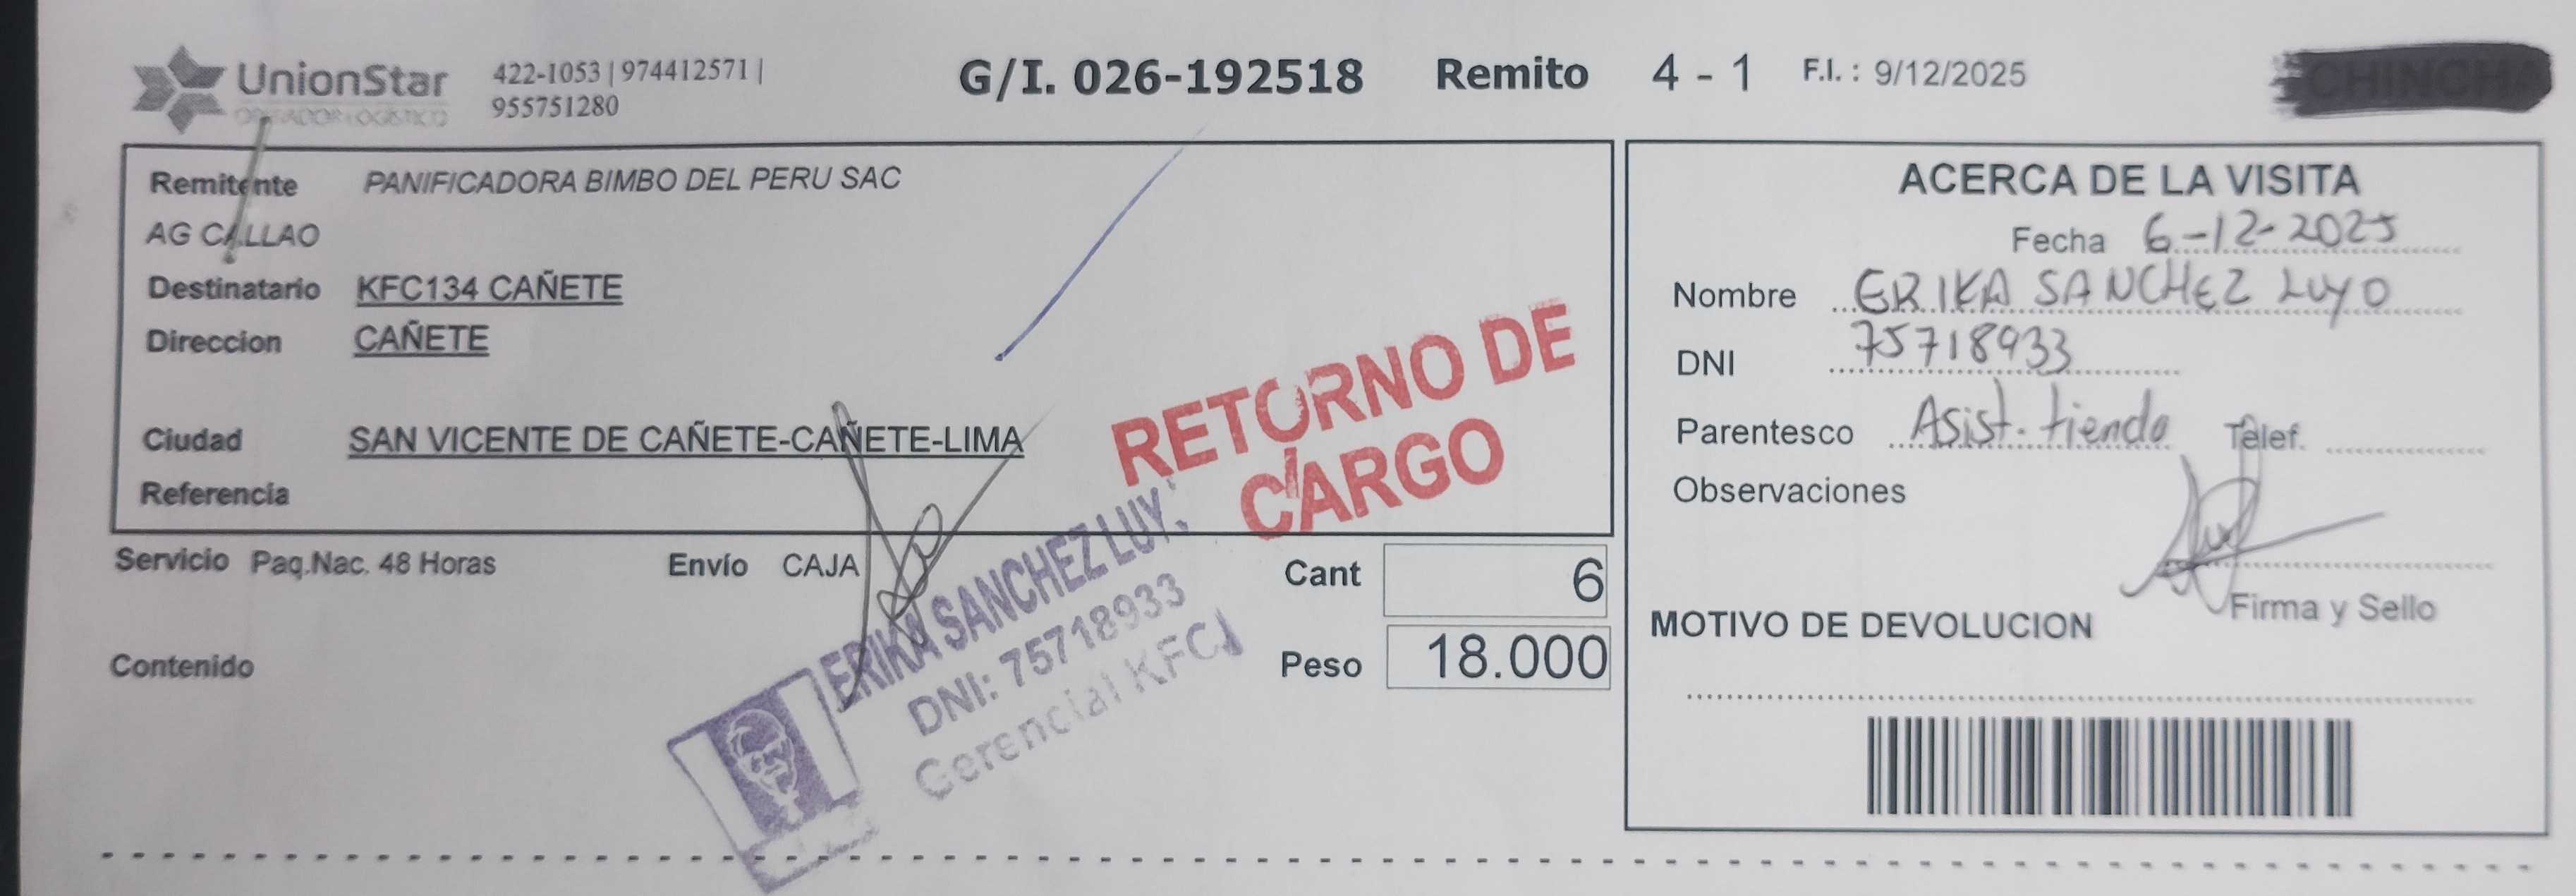 UnionStar
OPERADOR LOGÍSTICO
422-1053 | 974412571 |
955751280
G/I. 026-192518 Remito 4 - 1 F.I. : 9/12/2025
CHINCHA
Remitente PANIFICADORA BIMBO DEL PERU SAC
AG CALLAO
Destinatario KFC134 CAÑETE
Direccion CAÑETE
Ciudad SAN VICENTE DE CAÑETE-CAÑETE-LIMA
Referencia
RETORNO DE
CARGO
Servicio Paq.Nac. 48 Horas Envío CAJA
Cant 6
Peso 18.000
Contenido
ERIKA SANCHEZ LUY
DNI: 75718933
Gerencial KFC
ACERCA DE LA VISITA
Fecha 6-12-2025
Nombre ERIKA SANCHEZ LUYO
DNI 75718933
Parentesco Asist. tienda Telef.
Observaciones
Firma y Sello
MOTIVO DE DEVOLUCION